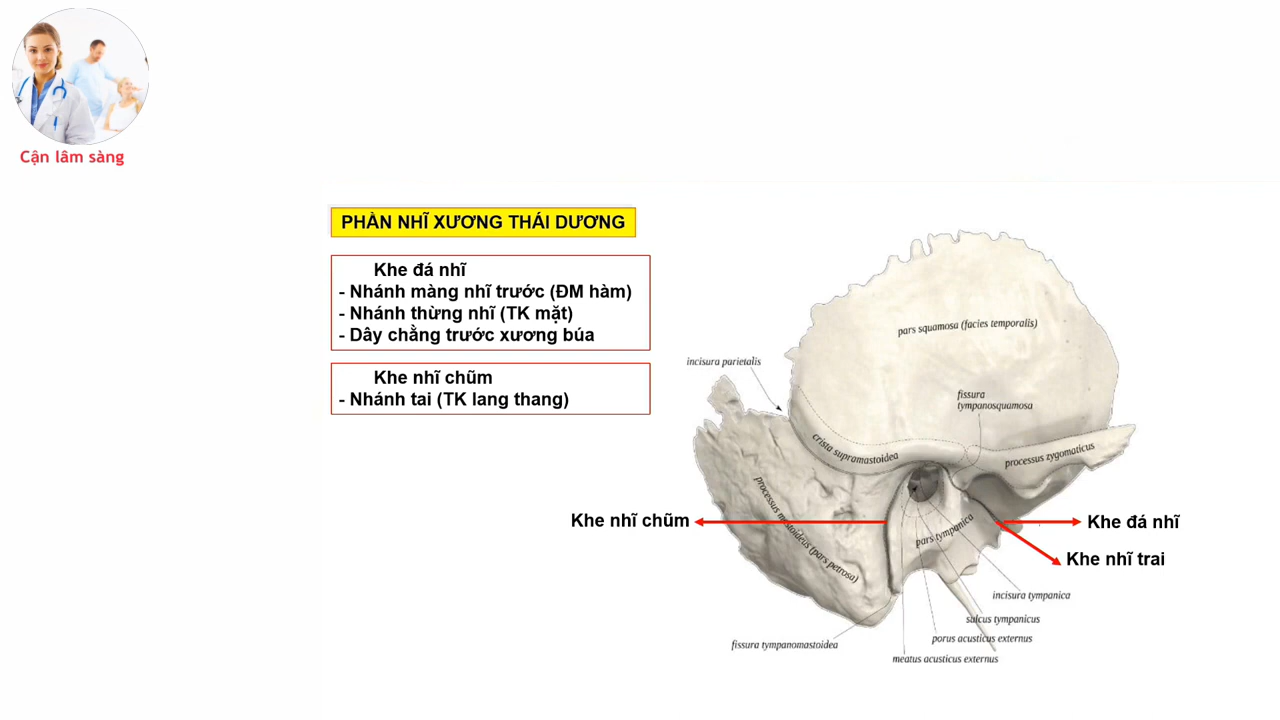 Cận lâm sàng
PHẦN NHĨ XƯƠNG THÁI DƯƠNG
Khe đá nhĩ
- Nhánh màng nhĩ trước (ĐM hàm)
- Nhánh thừng nhĩ (TK mặt)
- Dây chằng trước xương búa
Khe nhĩ chũm
- Nhánh tai (TK lang thang)
pars squamosa (facies temporalis)
incisura parietalis
fissura
tympanosquamosa
crista supramastoidea
processus zygomaticus
processus mastoideus (pars petrosa)
pars tympanica
Khe nhĩ chũm
Khe đá nhĩ
Khe nhĩ trai
incisura tympanica
sulcus tympanicus
porus acusticus externus
fissura tympanomastoidea
meatus acusticus externus